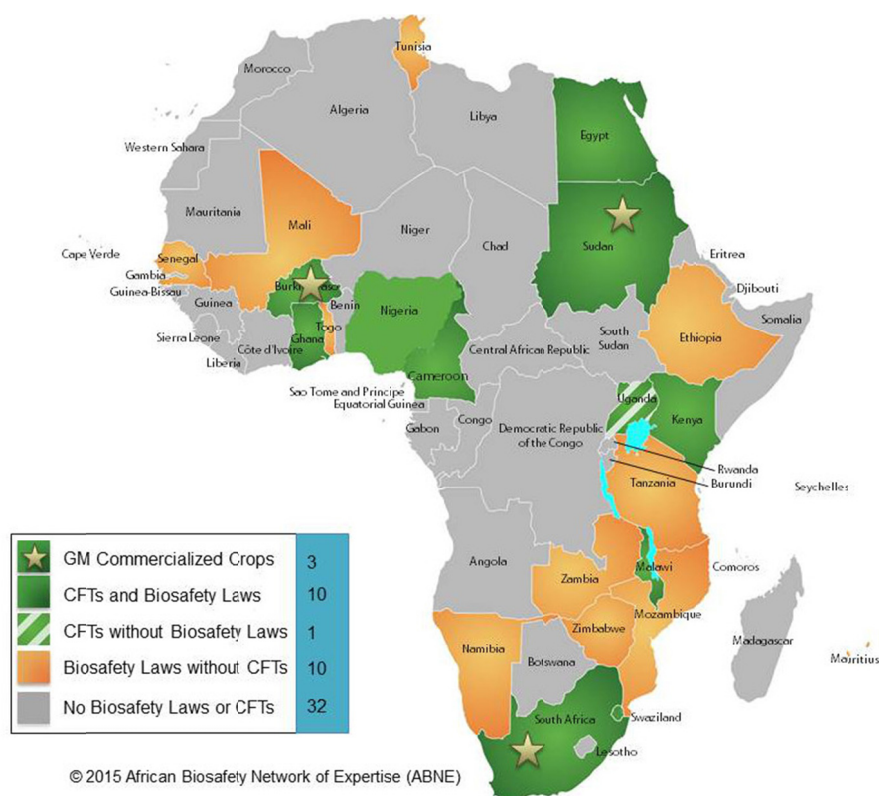 Tunisia
Morocco
Algeria
Libya
Egypt
Western Sahara
Mauritania
Mali
Niger
Chad
Sudan
Eritrea
Cape Verde
Senegal
Gambia
Guinea-Bissau
Guinea
Burkina Faso
Benin
Nigeria
Djibouti
Somalia
Ethiopia
South
Sudan
Sierra Leone
Liberia
Côte d'Ivoire
Ghana
Togo
Central African Republic
Cameroon
Sao Tome and Principe
Equatorial Guinea
Gabon
Congo
Democratic Republic
of the Congo
Uganda
Kenya
Rwanda
Burundi
Tanzania
Seychelles
Angola
Zambia
Malawi
Comoros
Mozambique
Zimbabwe
Namibia
Botswana
Madagascar
Mauritius
South Africa
Swaziland
Lesotho
GM Commercialized Crops 3
CFTs and Biosafety Laws 10
CFTs without Biosafety Laws 1
Biosafety Laws without CFTs 10
No Biosafety Laws or CFTs 32
© 2015 African Biosafety Network of Expertise (ABNE)